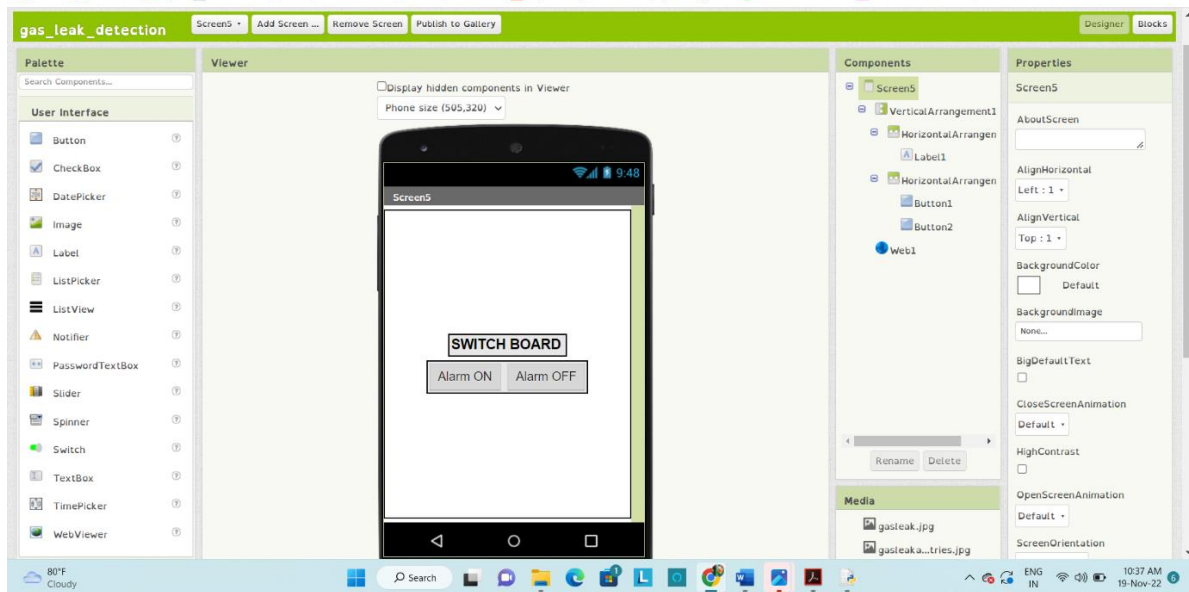 gas_leak_detection
Screen5
Add Screen ...
Remove Screen
Publish to Gallery
Designer
Blocks
Palette
Search Components...
User Interface
Button
CheckBox
DatePicker
Image
Label
ListPicker
ListView
Notifier
PasswordTextBox
Slider
Spinner
Switch
TextBox
TimePicker
WebViewer
Viewer
Display hidden components in Viewer
Phone size (505,320)
9:48
Screen5
SWITCH BOARD
Alarm ON
Alarm OFF
Components
Screen5
VerticalArrangement1
HorizontalArrangen
Label1
HorizontalArrangen
Button1
Button2
Web1
Rename
Delete
Media
gasleak.jpg
gasleaka...tries.jpg
Properties
Screen5
AboutScreen
AlignHorizontal
Left : 1
AlignVertical
Top : 1
BackgroundColor
Default
BackgroundImage
None...
BigDefaultText
CloseScreenAnimation
Default
HighContrast
OpenScreenAnimation
Default
ScreenOrientation
80°F
Cloudy
Search
ENG
IN
10:37 AM
19-Nov-22
6